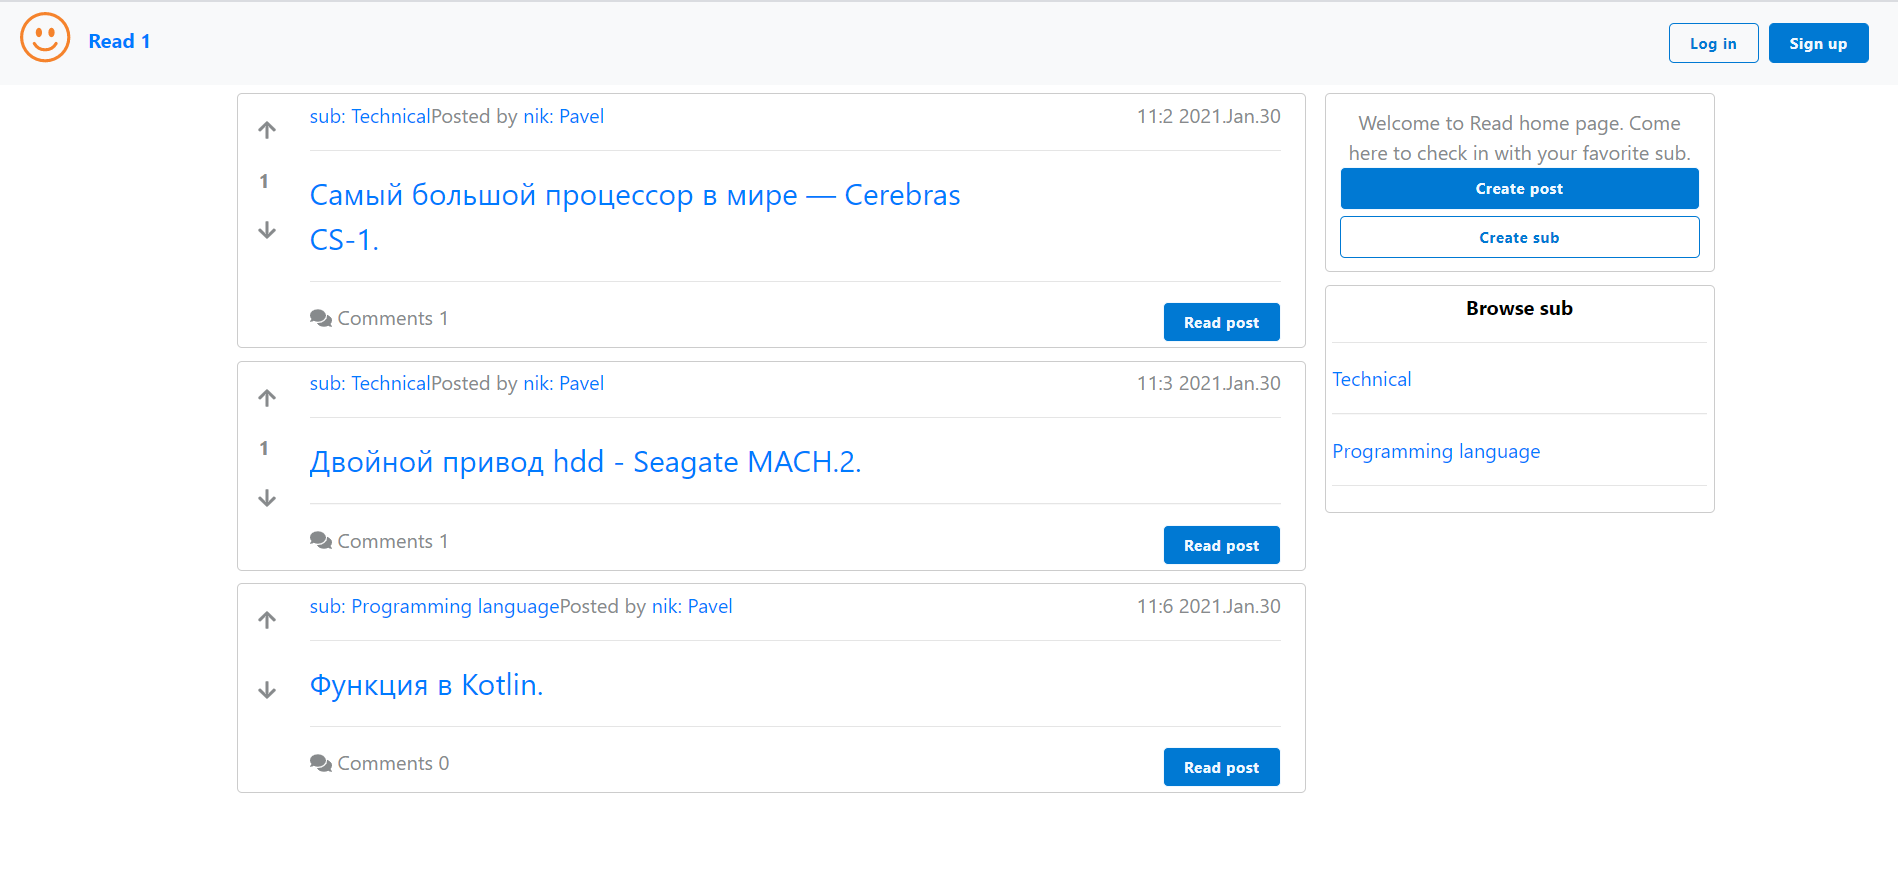 Read 1
Log in
Sign up
sub: TechnicalPosted by nik: Pavel
11:2 2021.Jan.30
1
Самый большой процессор в мире — Cerebras
CS-1.
Comments 1
Read post
sub: TechnicalPosted by nik: Pavel
11:3 2021.Jan.30
1
Двойной привод hdd - Seagate MACH.2.
Comments 1
Read post
sub: Programming languagePosted by nik: Pavel
11:6 2021.Jan.30
Функция в Kotlin.
Comments 0
Read post
Welcome to Read home page. Come
here to check in with your favorite sub.
Create post
Create sub
Browse sub
Technical
Programming language